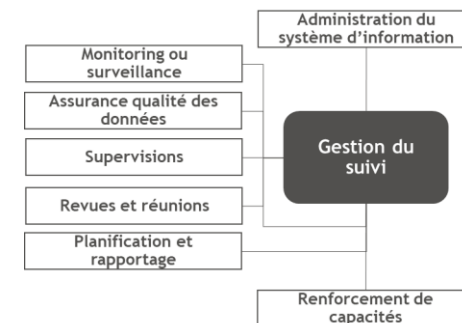 Administration du
système d'information
Monitoring ou
surveillance
Assurance qualité des
données
Supervisions
Gestion du
suivi
Revues et réunions
Planification et
rapportage
Renforcement de
capacités